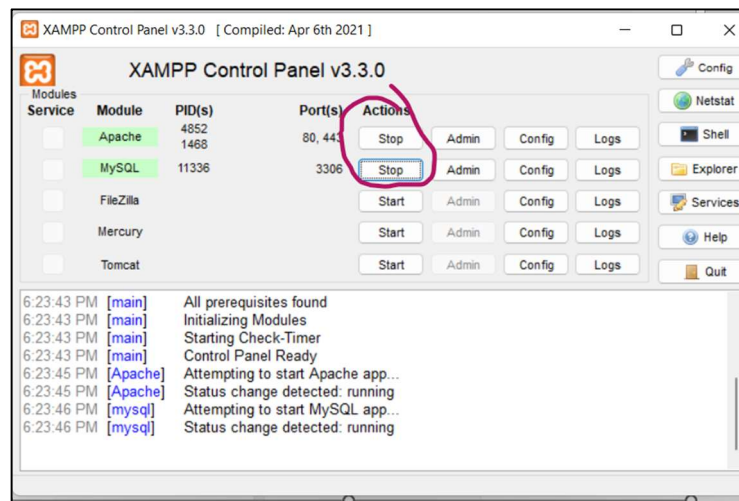 XAMPP Control Panel v3.3.0 [ Compiled: Apr 6th 2021 ]
XAMPP Control Panel v3.3.0
Config
Modules
Service Module PID(s) Port(s) Actions
Netstat
Apache 4852 1468 80, 443 Stop Admin Config Logs
Shell
MySQL 11336 3306 Stop Admin Config Logs
Explorer
FileZilla Start Admin Config Logs
Services
Mercury Start Admin Config Logs
Help
Tomcat Start Admin Config Logs
Quit
6:23:43 PM [main] All prerequisites found
6:23:43 PM [main] Initializing Modules
6:23:43 PM [main] Starting Check-Timer
6:23:43 PM [main] Control Panel Ready
6:23:45 PM [Apache] Attempting to start Apache app...
6:23:45 PM [Apache] Status change detected: running
6:23:46 PM [mysql] Attempting to start MySQL app...
6:23:46 PM [mysql] Status change detected: running